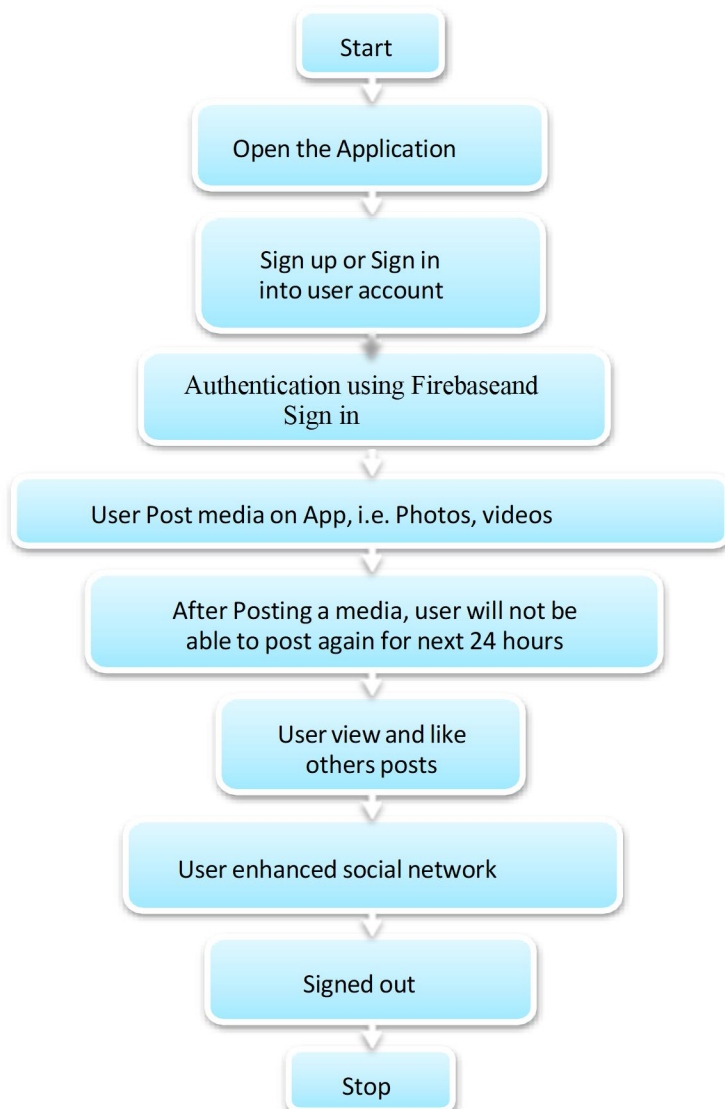 Start
Open the Application
Sign up or Sign in
into user account
Authentication using Firebaseand
Sign in
User Post media on App, i.e. Photos, videos
After Posting a media, user will not be
able to post again for next 24 hours
User view and like
others posts
User enhanced social network
Signed out
Stop